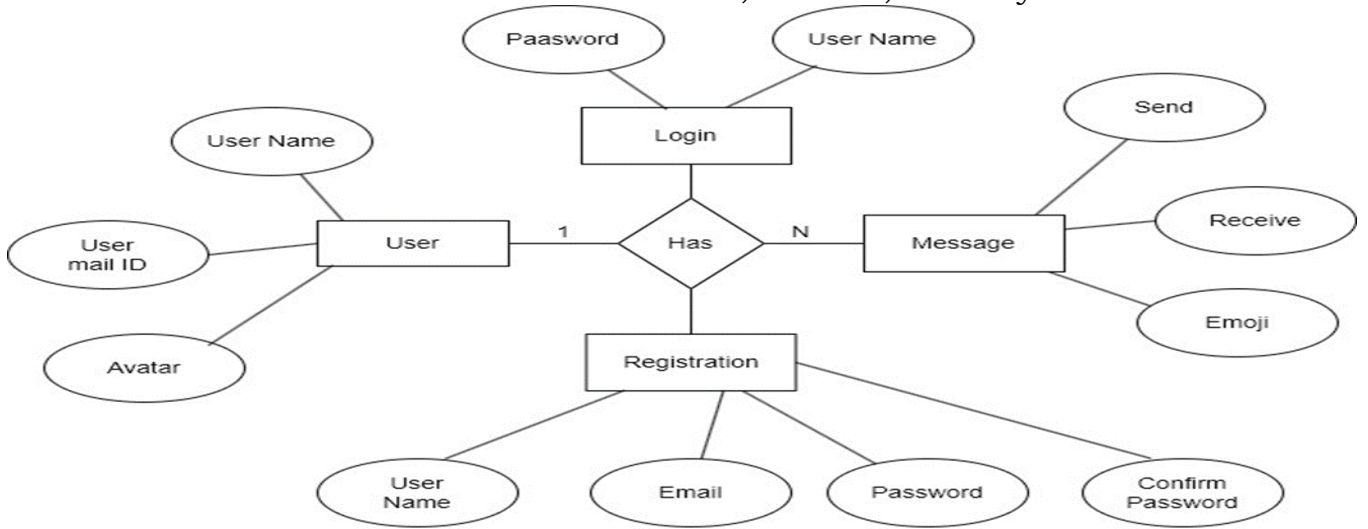 Paasword
User Name
Login
Send
User Name
Receive
User
mail ID
User
1
Has
N
Message
Emoji
Avatar
Registration
User
Name
Email
Password
Confirm
Password